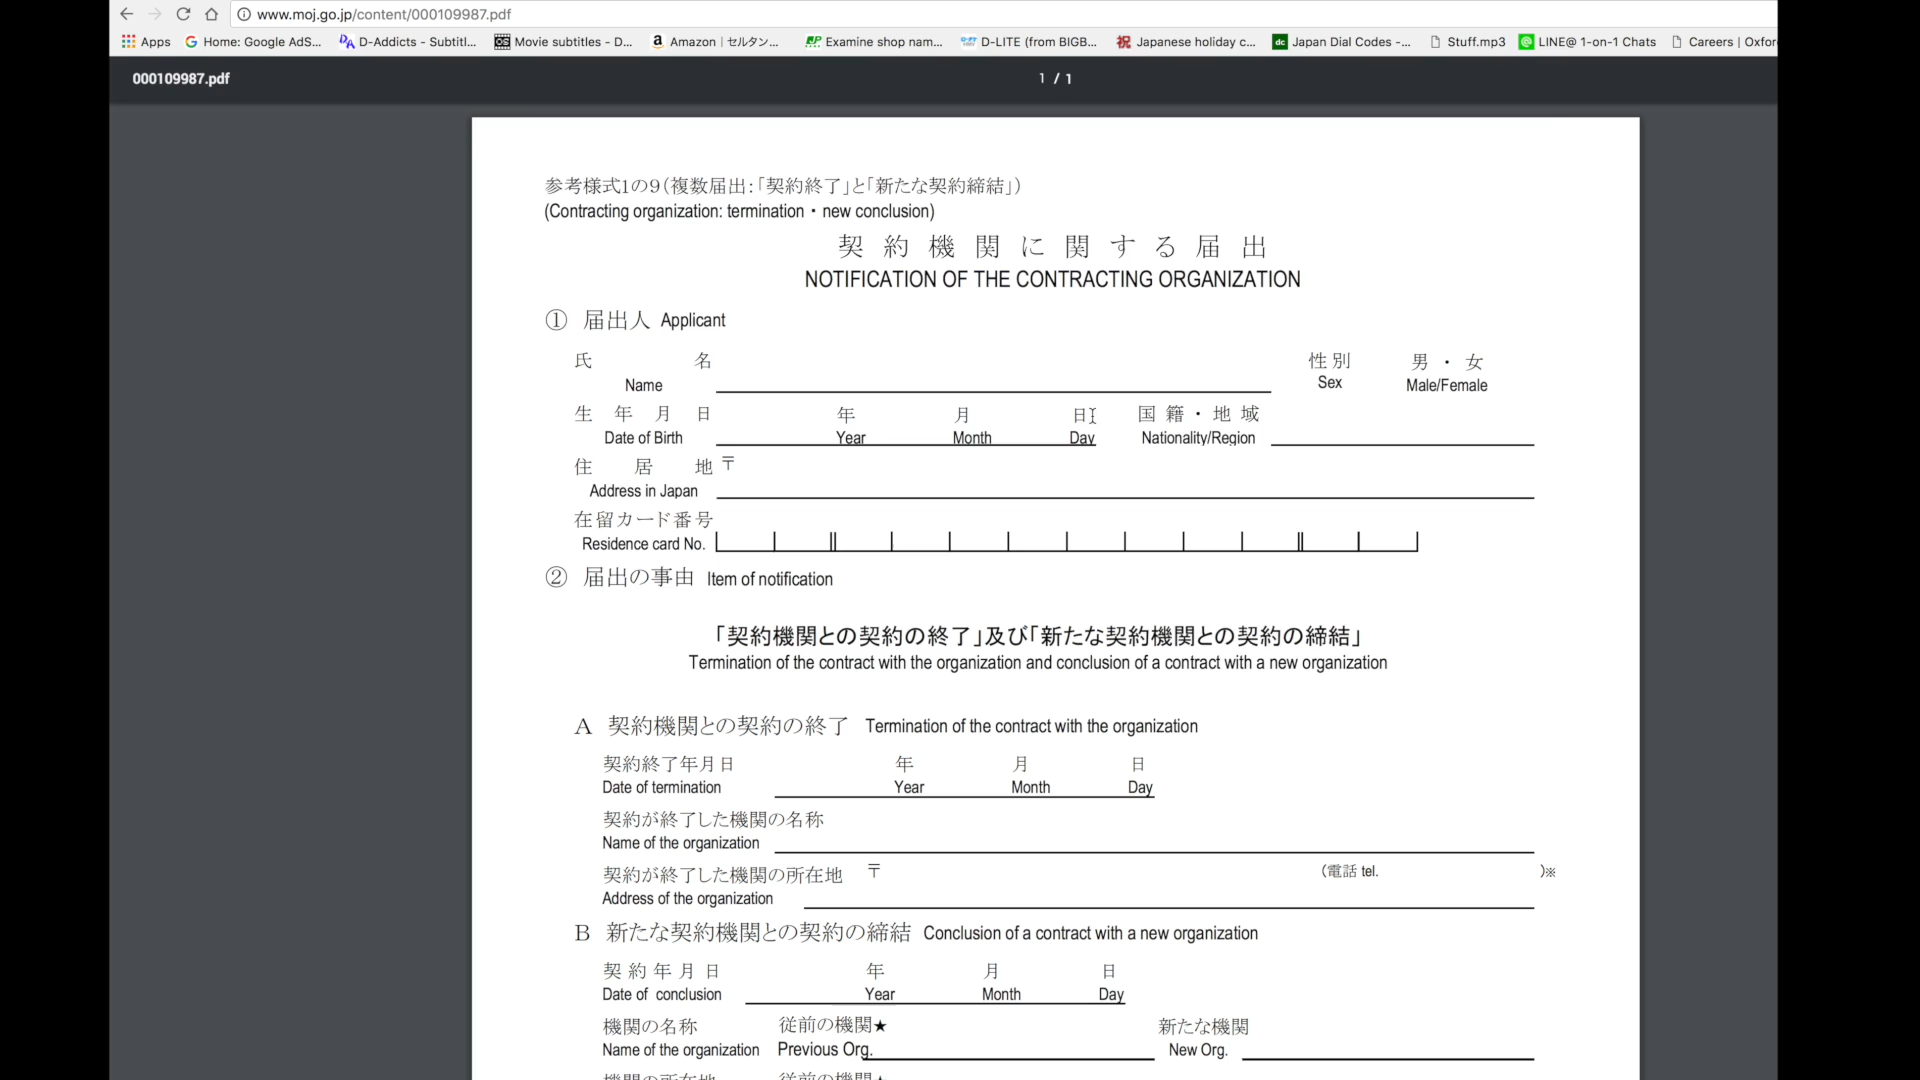 www.moj.go.jp/content/000109987.pdf
Apps Home: Google AdS... D-Addicts - Subtitl... Movie subtitles - D... Amazon | セルタン... Examine shop nam... D-LITE (from BIGB... Japanese holiday c... Japan Dial Codes -... Stuff.mp3 LINE@ 1-on-1 Chats Careers | Oxfor
000109987.pdf 1 / 1
参考様式1の9(複数届出:「契約終了」と「新たな契約締結」)
(Contracting organization: termination・new conclusion)
契約機関に関する届出
NOTIFICATION OF THE CONTRACTING ORGANIZATION
① 届出人 Applicant
氏名 性別 男・女
Name Sex Male/Female
生年月日 年 月 日 国籍・地域
Date of Birth Year Month Day Nationality/Region
住居地 〒
Address in Japan
在留カード番号
Residence card No.
② 届出の事由 Item of notification
「契約機関との契約の終了」及び「新たな契約機関との契約の締結」
Termination of the contract with the organization and conclusion of a contract with a new organization
A 契約機関との契約の終了 Termination of the contract with the organization
契約終了年月日 年 月 日
Date of termination Year Month Day
契約が終了した機関の名称
Name of the organization
契約が終了した機関の所在地 〒 (電話 tel. )※
Address of the organization
B 新たな契約機関との契約の締結 Conclusion of a contract with a new organization
契約年月日 年 月 日
Date of conclusion Year Month Day
機関の名称 従前の機関★ 新たな機関
Name of the organization Previous Org. New Org.
機関の所在地 従前の機関★